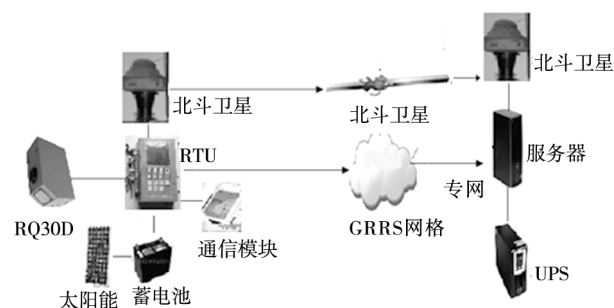 北斗卫星
北斗卫星
北斗卫星
RTU
服务器
专网
RQ30D
GRRS网格
通信模块
UPS
太阳能
蓄电池